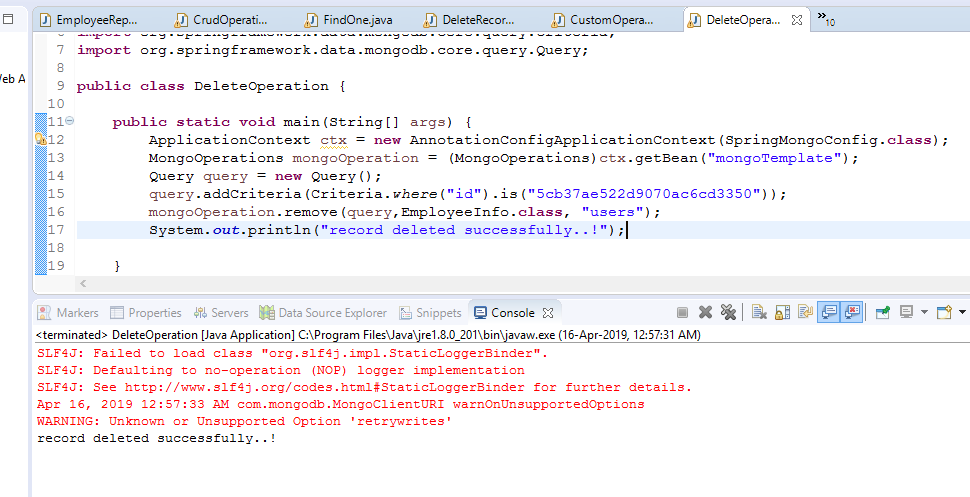 EmployeeRep... CrudOperati... FindOne.java DeleteRecor... CustomOpera... DeleteOpera... »10
7 import org.springframework.data.mongodb.core.query.Query;
8
/eb A
9 public class DeleteOperation {
10
11 public static void main(String[] args) {
12 ApplicationContext ctx = new AnnotationConfigApplicationContext(SpringMongoConfig.class);
13 MongoOperations mongoOperation = (MongoOperations)ctx.getBean("mongoTemplate");
14 Query query = new Query();
15 query.addCriteria(Criteria.where("id").is("5cb37ae522d9070ac6cd3350"));
16 mongoOperation.remove(query,EmployeeInfo.class, "users");
17 System.out.println("record deleted successfully..!");
18
19 }
Markers Properties Servers Data Source Explorer Snippets Console
<terminated> DeleteOperation [Java Application] C:\Program Files\Java\jre1.8.0_201\bin\javaw.exe (16-Apr-2019, 12:57:31 AM)
SLF4J: Failed to load class "org.slf4j.impl.StaticLoggerBinder".
SLF4J: Defaulting to no-operation (NOP) logger implementation
SLF4J: See http://www.slf4j.org/codes.html#StaticLoggerBinder for further details.
Apr 16, 2019 12:57:33 AM com.mongodb.MongoClientURI warnOnUnsupportedOptions
WARNING: Unknown or Unsupported Option 'retrywrites'
record deleted successfully..!